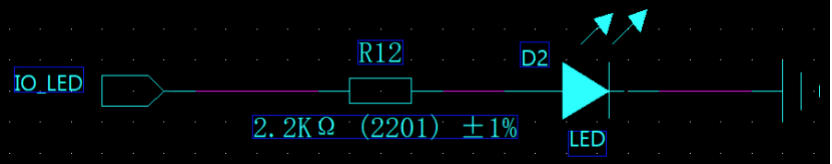 R12
D2
IO_LED
2.2KΩ (2201) ±1%
LED